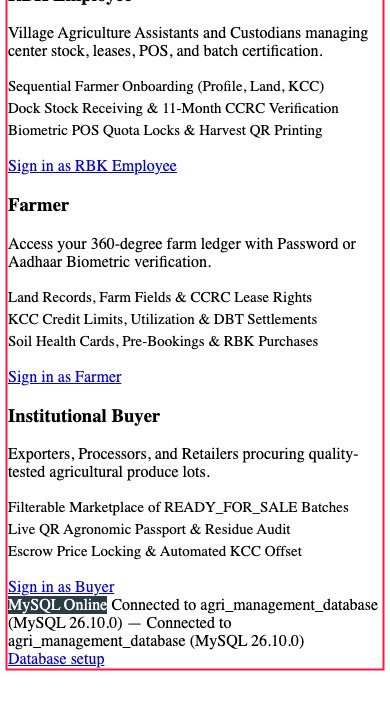 RBK Employee
Village Agriculture Assistants and Custodians managing
center stock, leases, POS, and batch certification.
Sequential Farmer Onboarding (Profile, Land, KCC)
Dock Stock Receiving & 11-Month CCRC Verification
Biometric POS Quota Locks & Harvest QR Printing
Sign in as RBK Employee
Farmer
Access your 360-degree farm ledger with Password or
Aadhaar Biometric verification.
Land Records, Farm Fields & CCRC Lease Rights
KCC Credit Limits, Utilization & DBT Settlements
Soil Health Cards, Pre-Bookings & RBK Purchases
Sign in as Farmer
Institutional Buyer
Exporters, Processors, and Retailers procuring quality-
tested agricultural produce lots.
Filterable Marketplace of READY_FOR_SALE Batches
Live QR Agronomic Passport & Residue Audit
Escrow Price Locking & Automated KCC Offset
Sign in as Buyer
MySQL Online Connected to agri_management_database
(MySQL 26.10.0) — Connected to
agri_management_database (MySQL 26.10.0)
Database setup